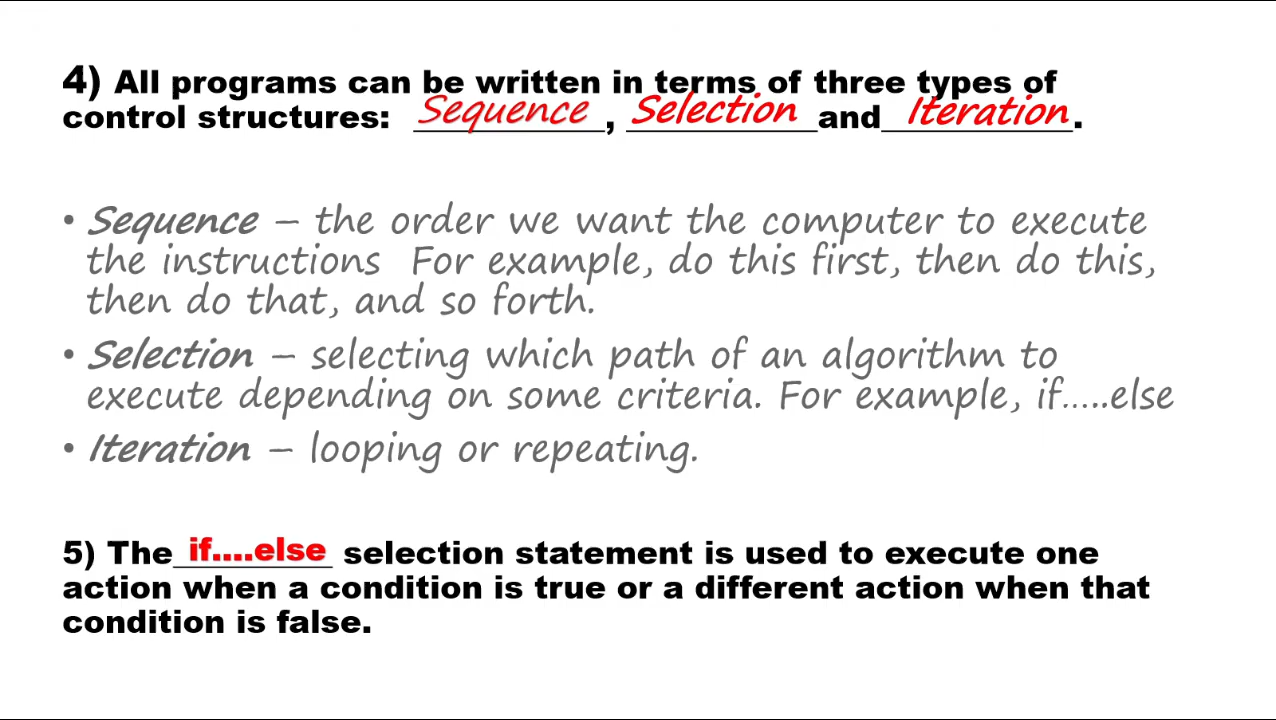 4) All programs can be written in terms of three types of
control structures: Sequence, Selection and Iteration.
• Sequence – the order we want the computer to execute
the instructions For example, do this first, then do this,
then do that, and so forth.
• Selection – selecting which path of an algorithm to
execute depending on some criteria. For example, if.....else
• Iteration – looping or repeating.
5) The if....else selection statement is used to execute one
action when a condition is true or a different action when that
condition is false.